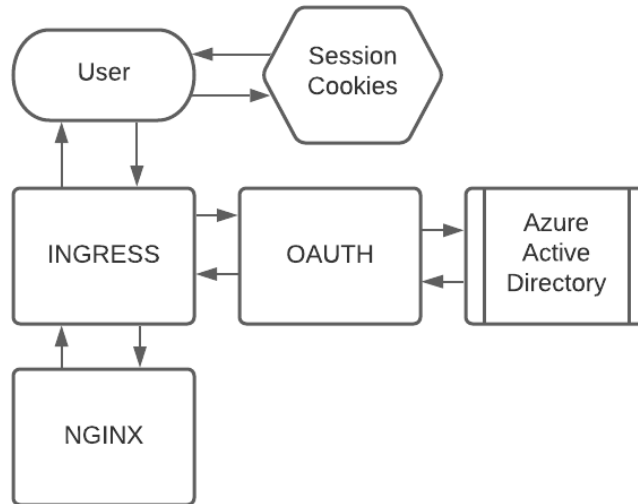 User
Session
Cookies
INGRESS
OAUTH
Azure
Active
Directory
NGINX